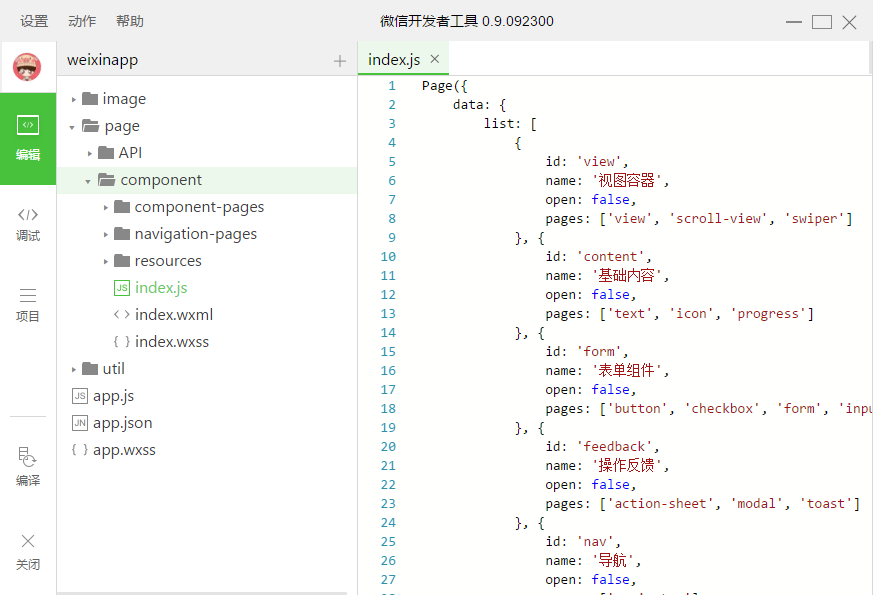 设置 动作 帮助 微信开发者工具 0.9.092300
编辑
调试
项目
编译
关闭
weixinapp +
image
page
API
component
component-pages
navigation-pages
resources
JS index.js
<> index.wxml
{ } index.wxss
util
JS app.js
JN app.json
{ } app.wxss
index.js ×
1 Page({
2 data: {
3 list: [
4 {
5 id: 'view',
6 name: '视图容器',
7 open: false,
8 pages: ['view', 'scroll-view', 'swiper']
9 }, {
10 id: 'content',
11 name: '基础内容',
12 open: false,
13 pages: ['text', 'icon', 'progress']
14 }, {
15 id: 'form',
16 name: '表单组件',
17 open: false,
18 pages: ['button', 'checkbox', 'form', 'inpu
19 }, {
20 id: 'feedback',
21 name: '操作反馈',
22 open: false,
23 pages: ['action-sheet', 'modal', 'toast']
24 }, {
25 id: 'nav',
26 name: '导航',
27 open: false,